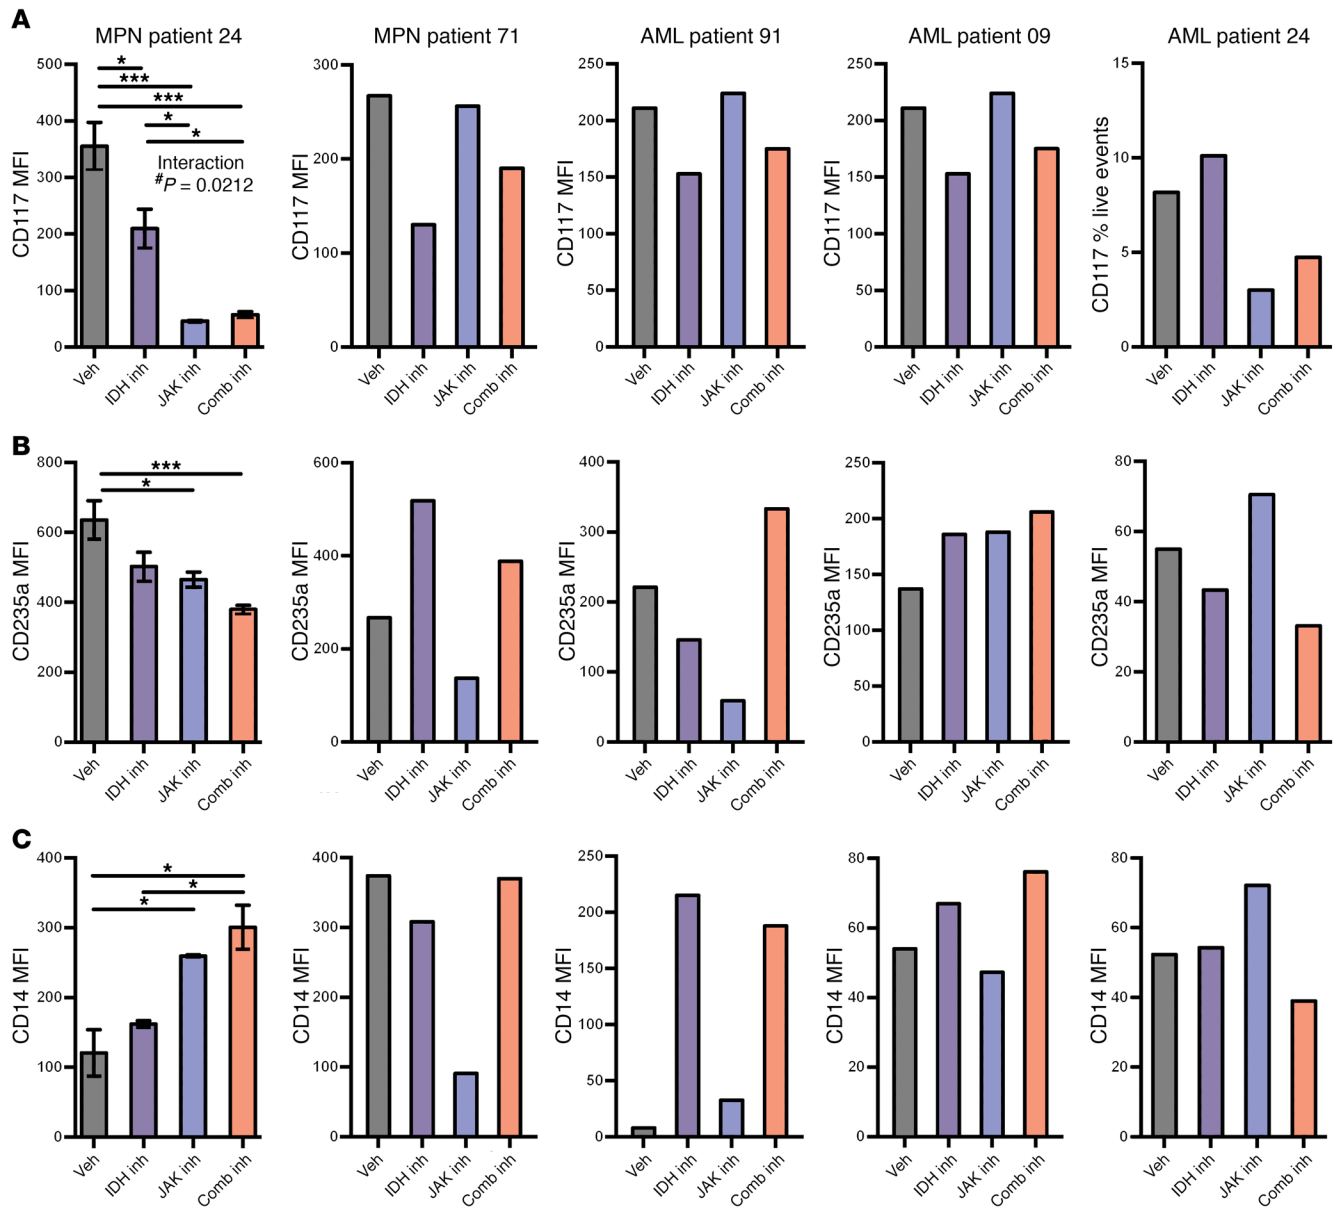 A
MPN patient 24
MPN patient 71
AML patient 91
AML patient 09
AML patient 24
CD117 MFI
500
400
300
200
100
0
*
***
***
*
*
Interaction
#P = 0.0212
Veh
IDH inh
JAK inh
Comb inh
CD117 MFI
300
200
100
0
Veh
IDH inh
JAK inh
Comb inh
CD117 MFI
250
200
150
100
50
0
Veh
IDH inh
JAK inh
Comb inh
CD117 MFI
250
200
150
100
50
0
Veh
IDH inh
JAK inh
Comb inh
CD117 % live events
15
10
5
0
Veh
IDH inh
JAK inh
Comb inh
B
CD235a MFI
800
600
400
200
0
***
*
Veh
IDH inh
JAK inh
Comb inh
CD235a MFI
600
400
200
0
Veh
IDH inh
JAK inh
Comb inh
CD235a MFI
400
300
200
100
0
Veh
IDH inh
JAK inh
Comb inh
CD235a MFI
250
200
150
100
50
0
Veh
IDH inh
JAK inh
Comb inh
CD235a MFI
80
60
40
20
0
Veh
IDH inh
JAK inh
Comb inh
C
CD14 MFI
400
300
200
100
0
*
*
*
Veh
IDH inh
JAK inh
Comb inh
CD14 MFI
400
300
200
100
0
Veh
IDH inh
JAK inh
Comb inh
CD14 MFI
250
200
150
100
50
0
Veh
IDH inh
JAK inh
Comb inh
CD14 MFI
80
60
40
20
0
Veh
IDH inh
JAK inh
Comb inh
CD14 MFI
80
60
40
20
0
Veh
IDH inh
JAK inh
Comb inh